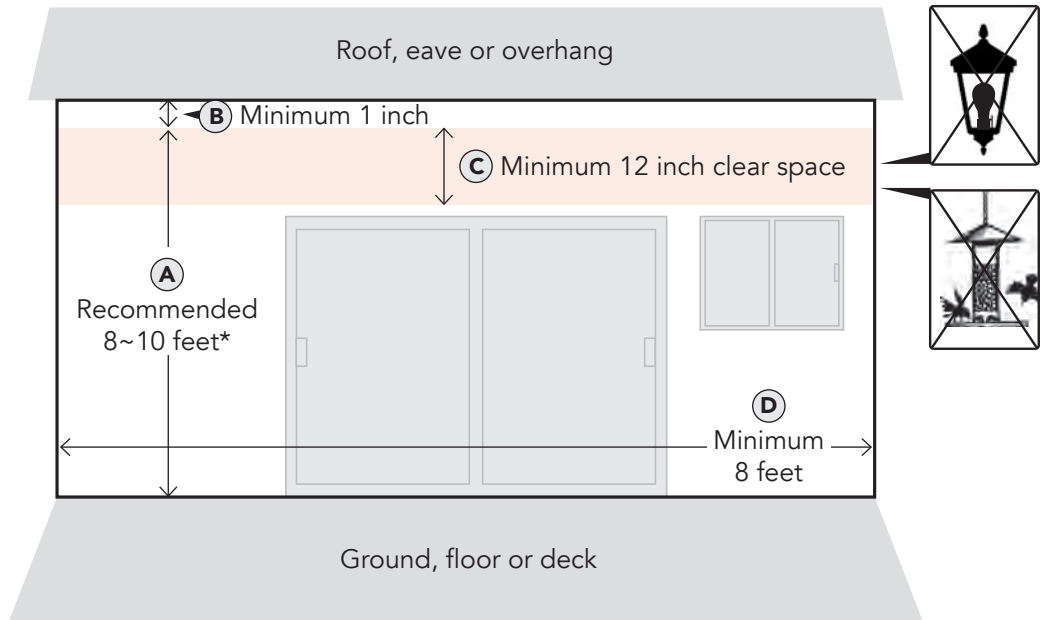 Roof, eave or overhang
B Minimum 1 inch
C Minimum 12 inch clear space
A
Recommended
8~10 feet*
D
Minimum
8 feet
Ground, floor or deck